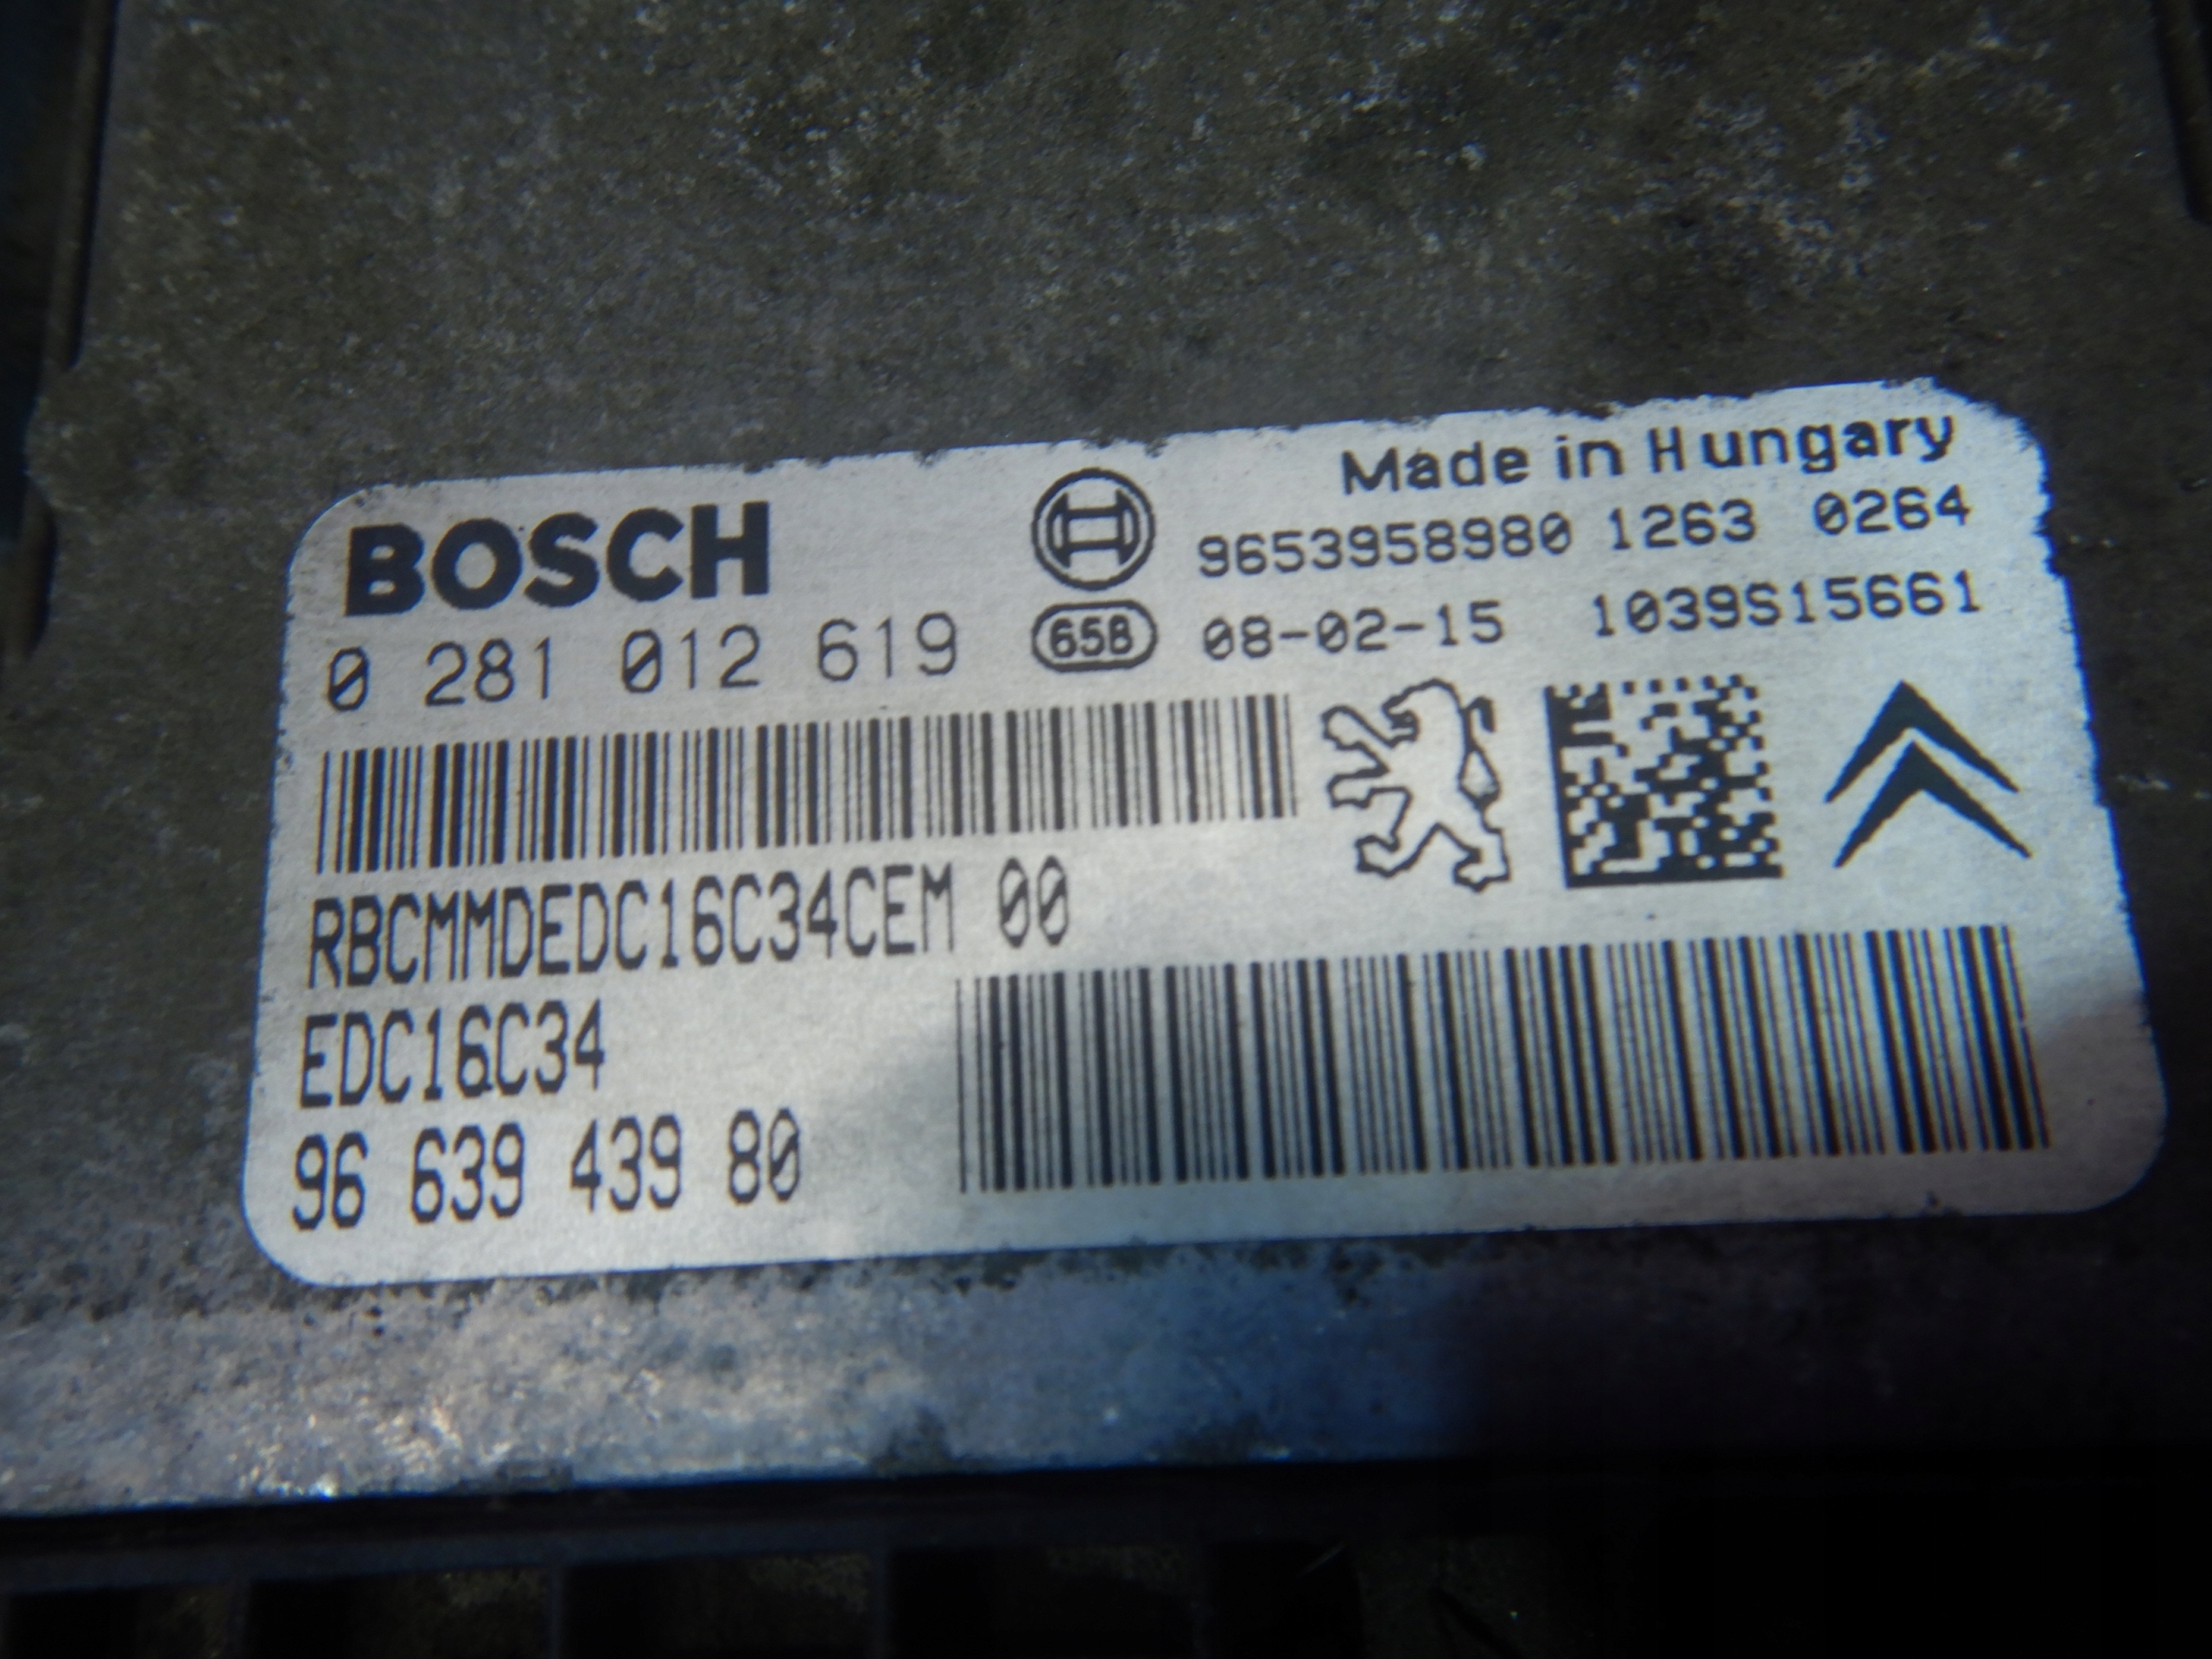 Made in Hungary
BOSCH
9653958980 1263 0264
0 281 012 619 658 08-02-15 1039S15661
RBCMMDEDC16C34CEM 00
EDC16C34
96 639 439 80